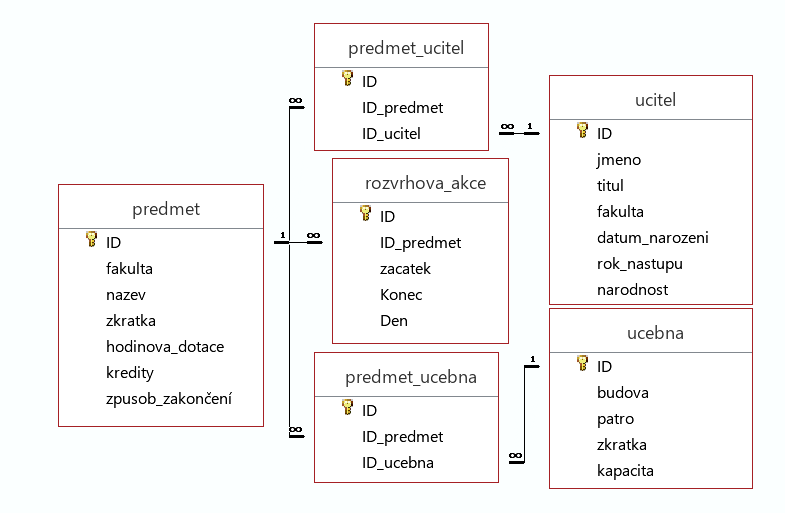 predmet_ucitel
ID
ID_predmet
ID_ucitel
ucitel
ID
jmeno
titul
fakulta
datum_narozeni
rok_nastupu
narodnost
rozvrhova_akce
ID
ID_predmet
zacatek
Konec
Den
predmet
ID
fakulta
nazev
zkratka
hodinova_dotace
kredity
zpusob_zakončení
predmet_ucebna
ID
ID_predmet
ID_ucebna
ucebna
ID
budova
patro
zkratka
kapacita
∞
∞ 1
1 ∞
∞
1
∞